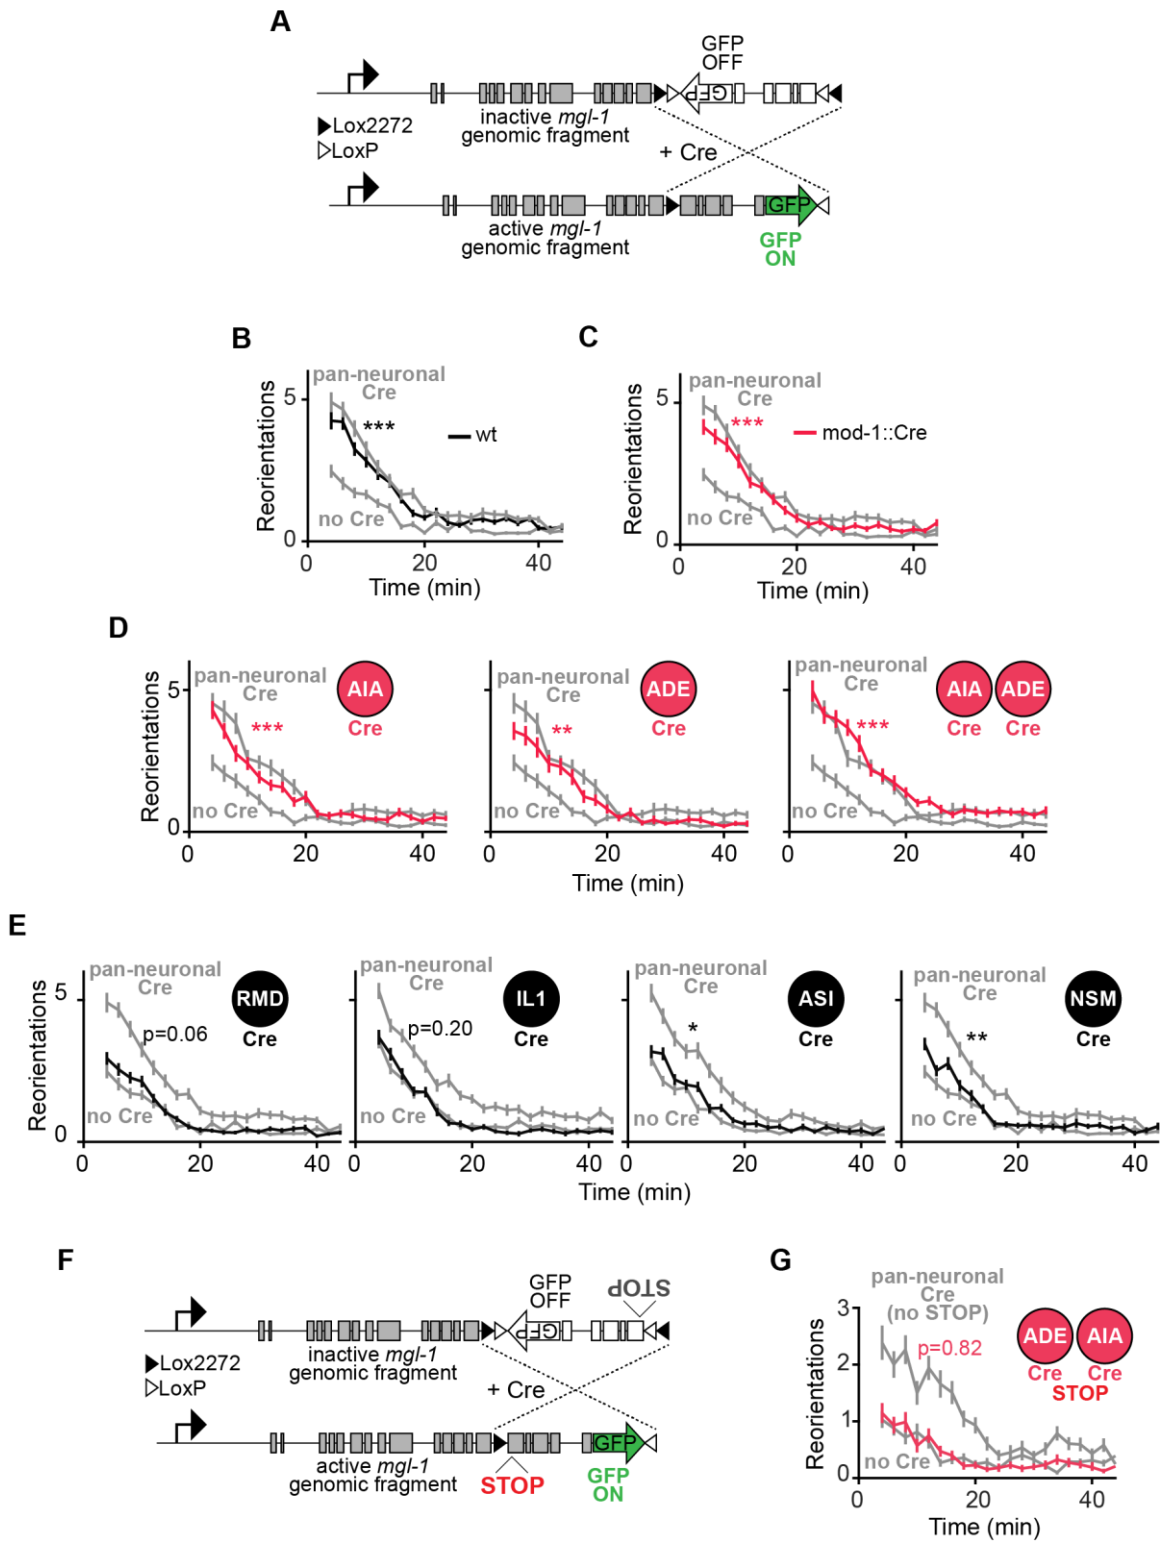 A
GFP
OFF
GFP
inactive mgl-1
genomic fragment
Lox2272
LoxP
+ Cre
GFP
active mgl-1
genomic fragment
GFP
ON
B
Reorientations
5
0
pan-neuronal
Cre
***
wt
no Cre
0 20 40
Time (min)
C
Reorientations
5
0
pan-neuronal
Cre
***
mod-1::Cre
no Cre
0 20 40
Time (min)
D
Reorientations
5
0
pan-neuronal
Cre
AIA
Cre
***
no Cre
0 20 40
pan-neuronal
Cre
ADE
Cre
**
no Cre
0 20 40
pan-neuronal
Cre
AIA ADE
Cre Cre
***
no Cre
0 20 40
Time (min)
E
Reorientations
5
0
pan-neuronal
Cre
RMD
Cre
p=0.06
no Cre
0 20 40
pan-neuronal
Cre
IL1
Cre
p=0.20
no Cre
0 20 40
pan-neuronal
Cre
ASI
Cre
*
no Cre
0 20 40
pan-neuronal
Cre
NSM
Cre
**
no Cre
0 20 40
Time (min)
F
GFP
OFF
STOP
GFP
inactive mgl-1
genomic fragment
Lox2272
LoxP
+ Cre
GFP
active mgl-1
genomic fragment
STOP
GFP
ON
G
Reorientations
3
2
1
0
pan-neuronal
Cre
(no STOP)
p=0.82
ADE AIA
Cre Cre
STOP
no Cre
0 20 40
Time (min)